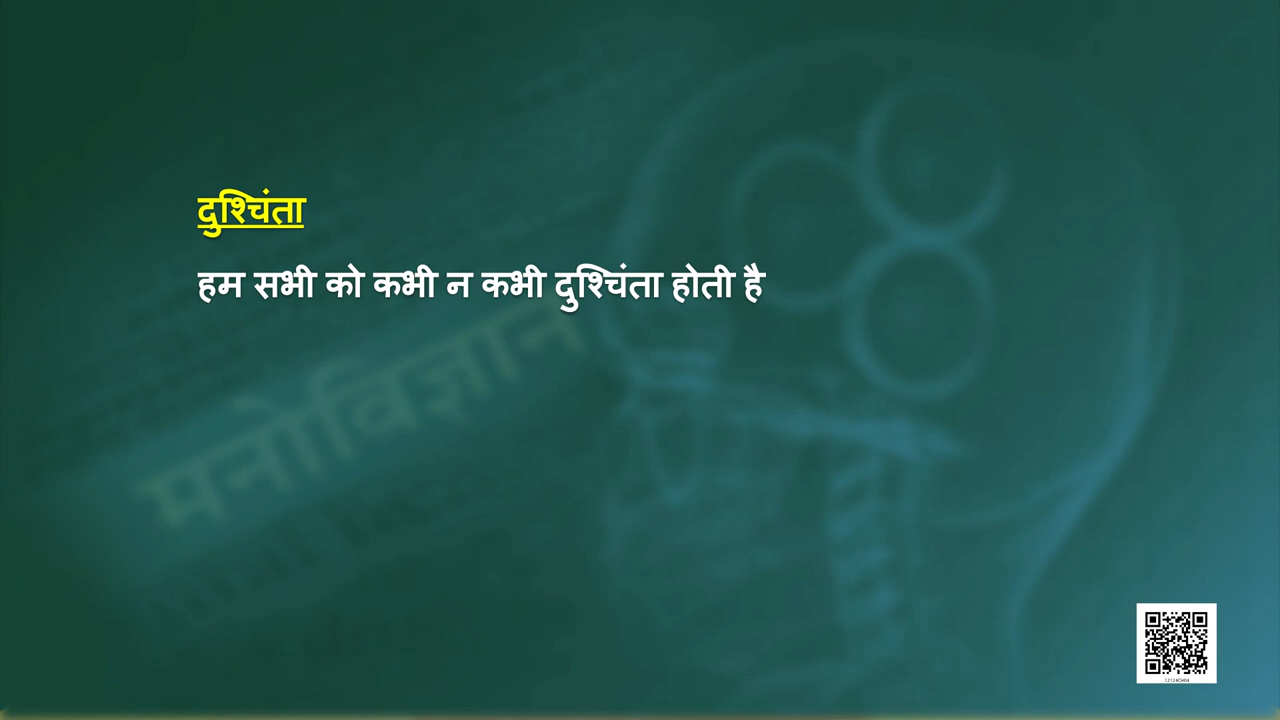 दुश्चिंता
हम सभी को कभी न कभी दुश्चिंता होती है
मनोविज्ञान